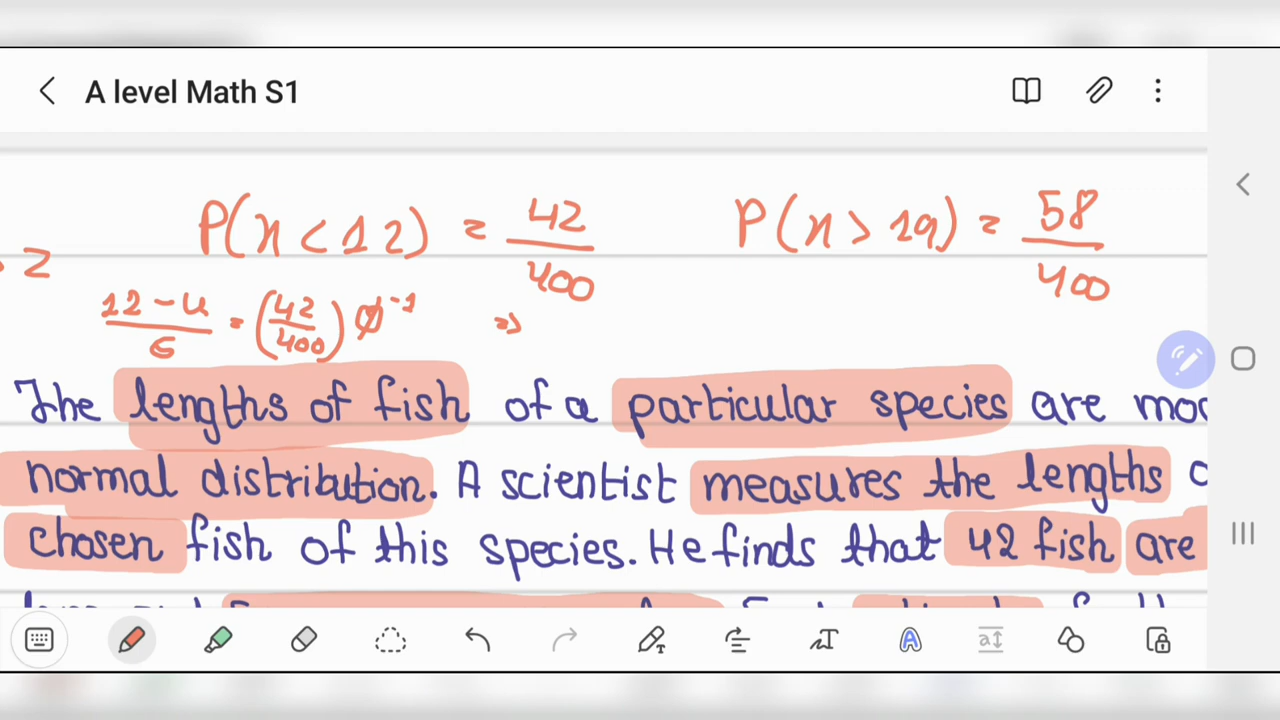 A level Math S1
P(x < 12) = 42/400 P(x > 19) = 58/400
z
(12 - μ)/σ = (42/400) Φ⁻¹ ⇒
The lengths of fish of a particular species are
normal distribution. A scientist measures the lengths
chosen fish of this species. He finds that 42 fish are